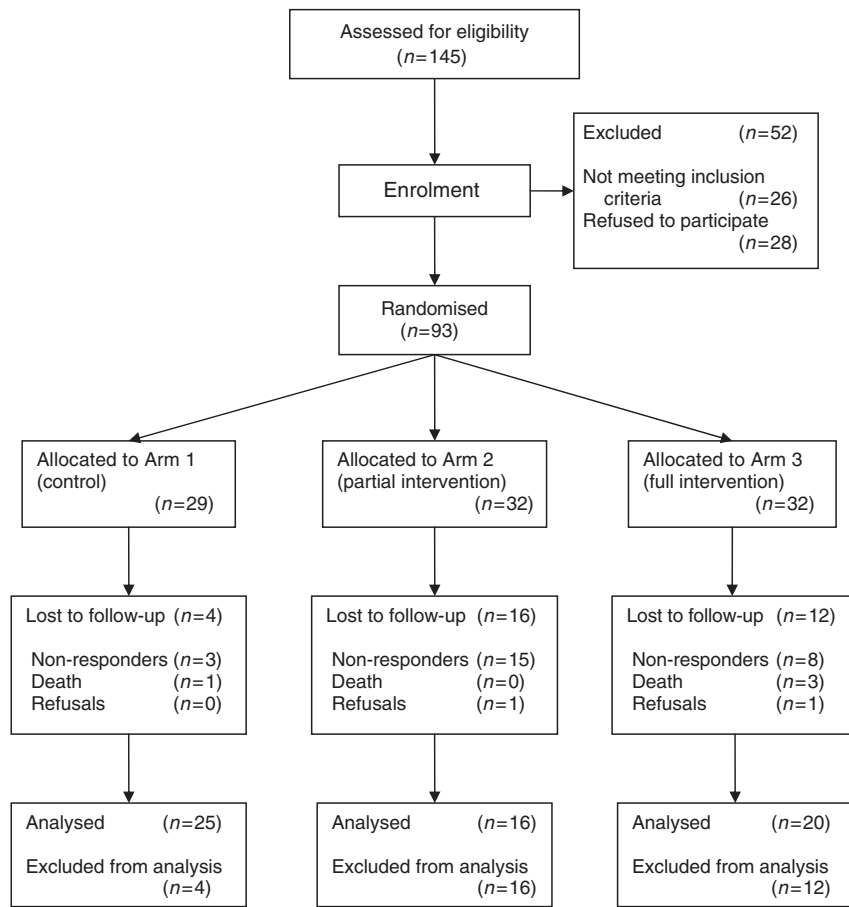 Assessed for eligibility
(n=145)
Excluded (n=52)
Not meeting inclusion
criteria (n=26)
Refused to participate
(n=28)
Enrolment
Randomised
(n=93)
Allocated to Arm 1
(control)
(n=29)
Allocated to Arm 2
(partial intervention)
(n=32)
Allocated to Arm 3
(full intervention)
(n=32)
Lost to follow-up (n=4)
Non-responders (n=3)
Death (n=1)
Refusals (n=0)
Lost to follow-up (n=16)
Non-responders (n=15)
Death (n=0)
Refusals (n=1)
Lost to follow-up (n=12)
Non-responders (n=8)
Death (n=3)
Refusals (n=1)
Analysed (n=25)
Excluded from analysis
(n=4)
Analysed (n=16)
Excluded from analysis
(n=16)
Analysed (n=20)
Excluded from analysis
(n=12)